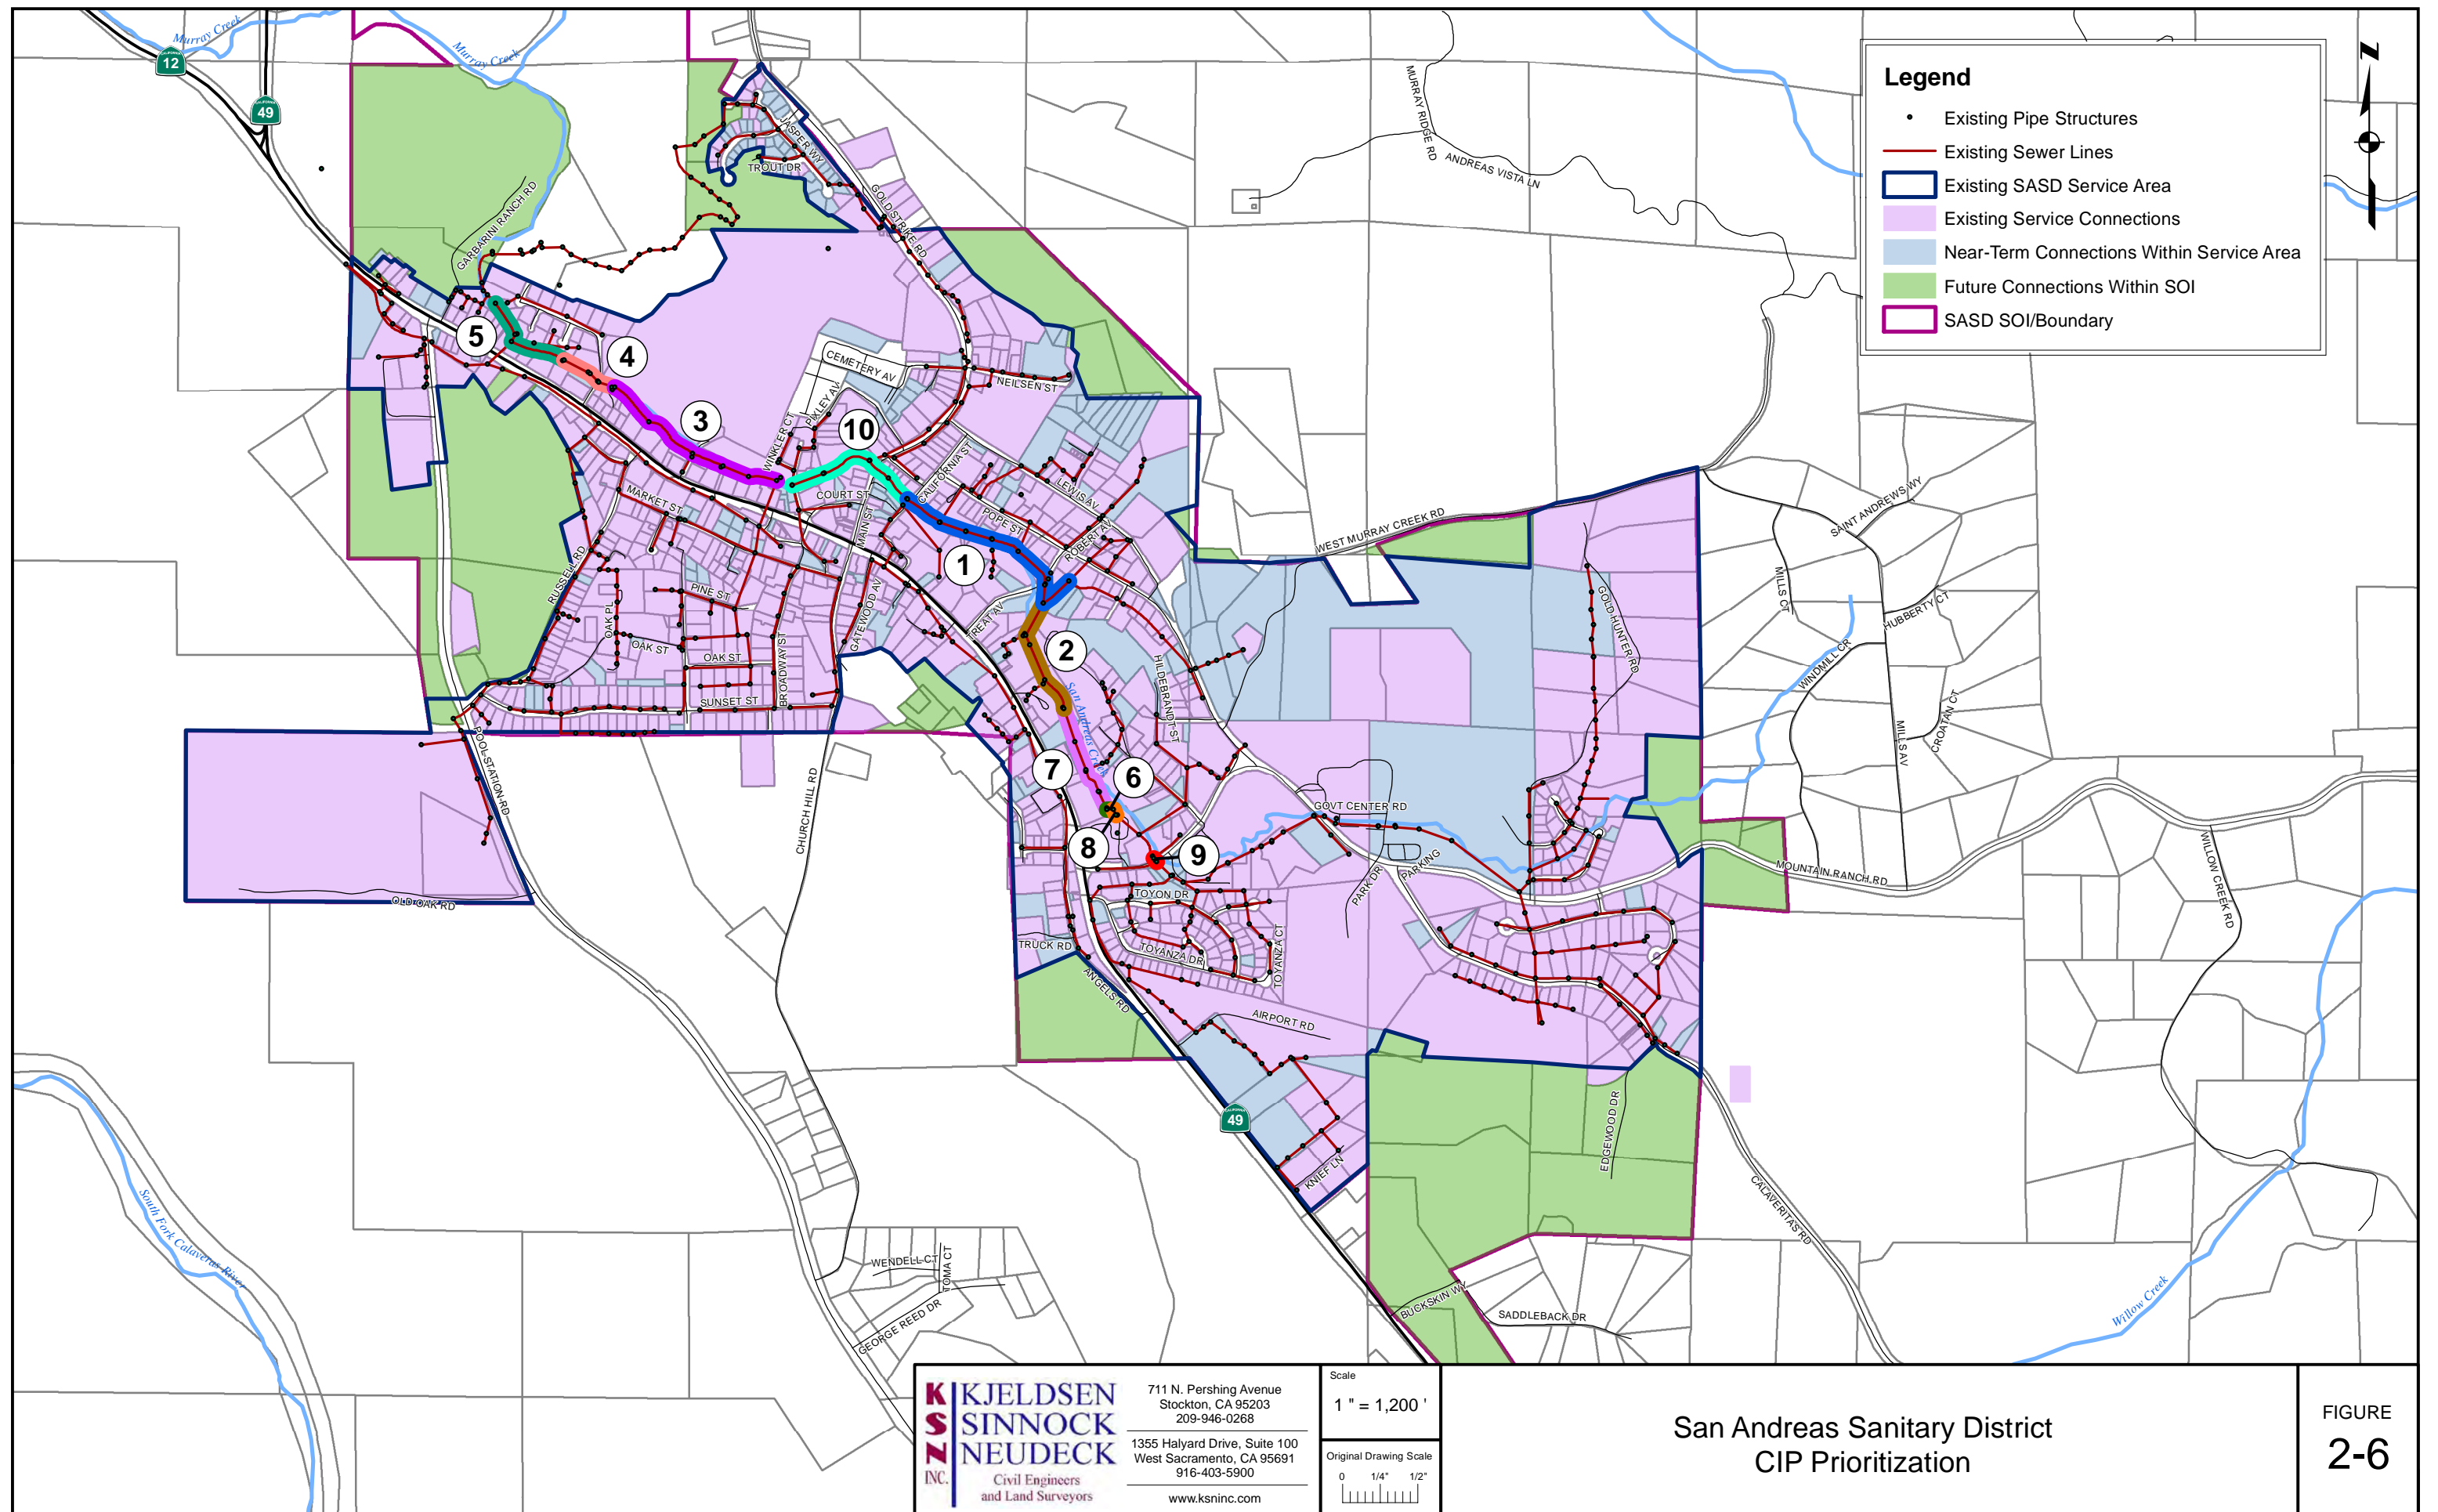 Murray Creek
12
49
Murray Creek
GARBARINI RANCH RD
JASPER WY
TROUT DR
GOLD STRIKE RD
MURRAY RIDGE RD
ANDREAS VISTA LN
Legend
Existing Pipe Structures
Existing Sewer Lines
Existing SASD Service Area
Existing Service Connections
Near-Term Connections Within Service Area
Future Connections Within SOI
SASD SOI/Boundary
Z
5
4
3
10
CEMETERY AV
NEILSEN ST
PIXLEY AV
WINKLER CT
CALIFORNIA ST
COURT ST
MAIN ST
LEWIS AV
POPE ST
ROBERT AV
MARKET ST
1
TREAT AV
2
RUSSELL RD
PINE ST
OAK PL
OAK ST
OAK ST
BROADWAY ST
GATEWOOD AV
SUNSET ST
San Andreas Creek
HILDEBRANDT ST
WEST MURRAY CREEK RD
GOLD HUNTER RD
SAINT ANDREWS WY
MILLS CT
HUBBERTY CT
WINDMILL CR
MILLS AV
CROATAN CT
POOL STATION RD
CHURCH HILL RD
OLD OAK RD
7
6
8
9
GOVT CENTER RD
PARK DR
PARKING
MOUNTAIN RANCH RD
WILLOW CREEK RD
TOYON DR
TOYANZA DR
TOYANZA CT
TRUCK RD
ANGELS RD
AIRPORT RD
49
KNIEF LN
EDGEWOOD DR
CALAVERITAS RD
BUCKSKIN WY
SADDLEBACK DR
Willow Creek
South Fork Calaveras River
WENDELL CT
TOMA CT
GEORGE REED DR
KSN INC.
KJELDSEN
SINNOCK
NEUDECK
Civil Engineers
and Land Surveyors
711 N. Pershing Avenue
Stockton, CA 95203
209-946-0268
1355 Halyard Drive, Suite 100
West Sacramento, CA 95691
916-403-5900
www.ksninc.com
Scale
1 " = 1,200 '
Original Drawing Scale
0 1/4" 1/2"
San Andreas Sanitary District
CIP Prioritization
FIGURE
2-6